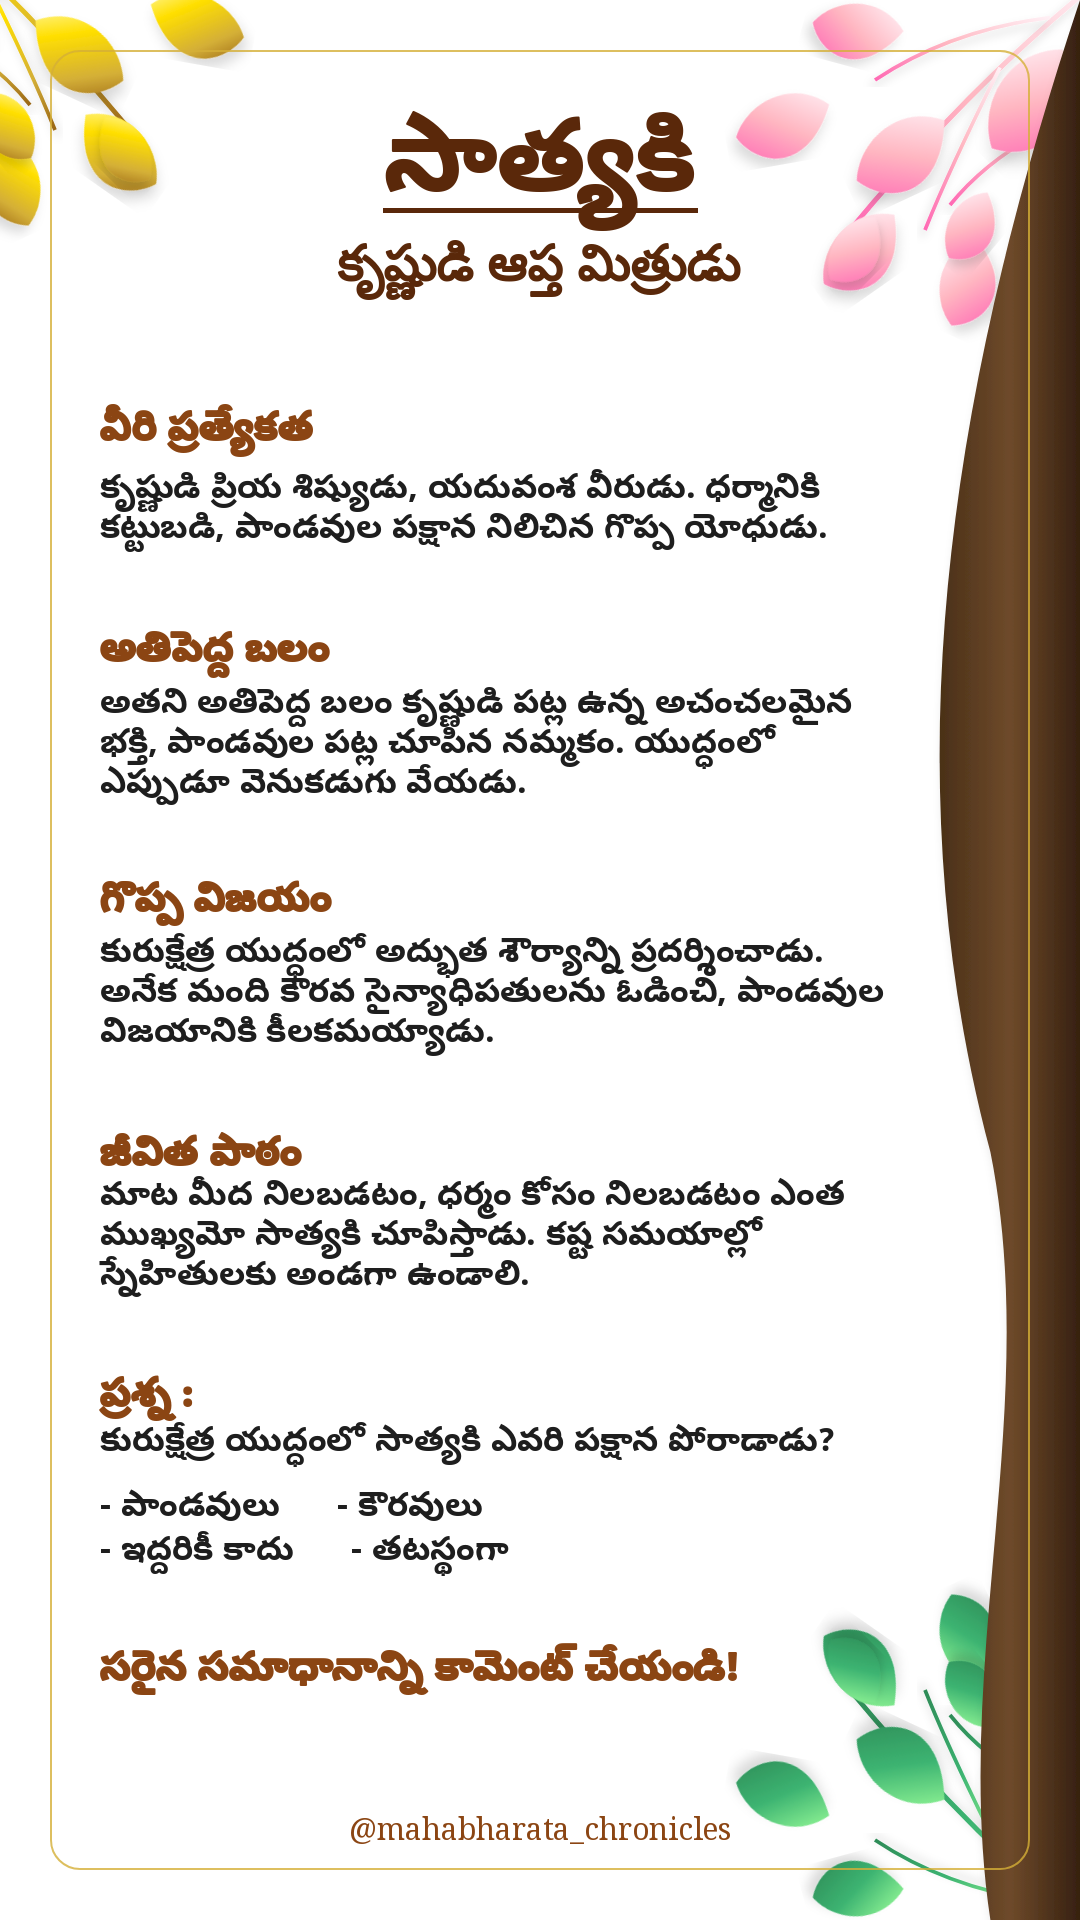 సాత్యకి
కృష్ణుడి ఆప్త మిత్రుడు
వీరి ప్రత్యేకత
కృష్ణుడి ప్రియ శిష్యుడు, యదువంశ వీరుడు. ధర్మానికి
కట్టుబడి, పాండవుల పక్షాన నిలిచిన గొప్ప యోధుడు.
అతిపెద్ద బలం
అతని అతిపెద్ద బలం కృష్ణుడి పట్ల ఉన్న అచంచలమైన
భక్తి, పాండవుల పట్ల చూపిన నమ్మకం. యుద్ధంలో
ఎప్పుడూ వెనుకడుగు వేయడు.
గొప్ప విజయం
కురుక్షేత్ర యుద్ధంలో అద్భుత శౌర్యాన్ని ప్రదర్శించాడు.
అనేక మంది కౌరవ సైన్యాధిపతులను ఓడించి, పాండవుల
విజయానికి కీలకమయ్యాడు.
జీవిత పాఠం
మాట మీద నిలబడటం, ధర్మం కోసం నిలబడటం ఎంత
ముఖ్యమో సాత్యకి చూపిస్తాడు. కష్ట సమయాల్లో
స్నేహితులకు అండగా ఉండాలి.
ప్రశ్న :
కురుక్షేత్ర యుద్ధంలో సాత్యకి ఎవరి పక్షాన పోరాడాడు?
- పాండవులు - కౌరవులు
- ఇద్దరికీ కాదు - తటస్థంగా
సరైన సమాధానాన్ని కామెంట్ చేయండి!
@mahabharata_chronicles